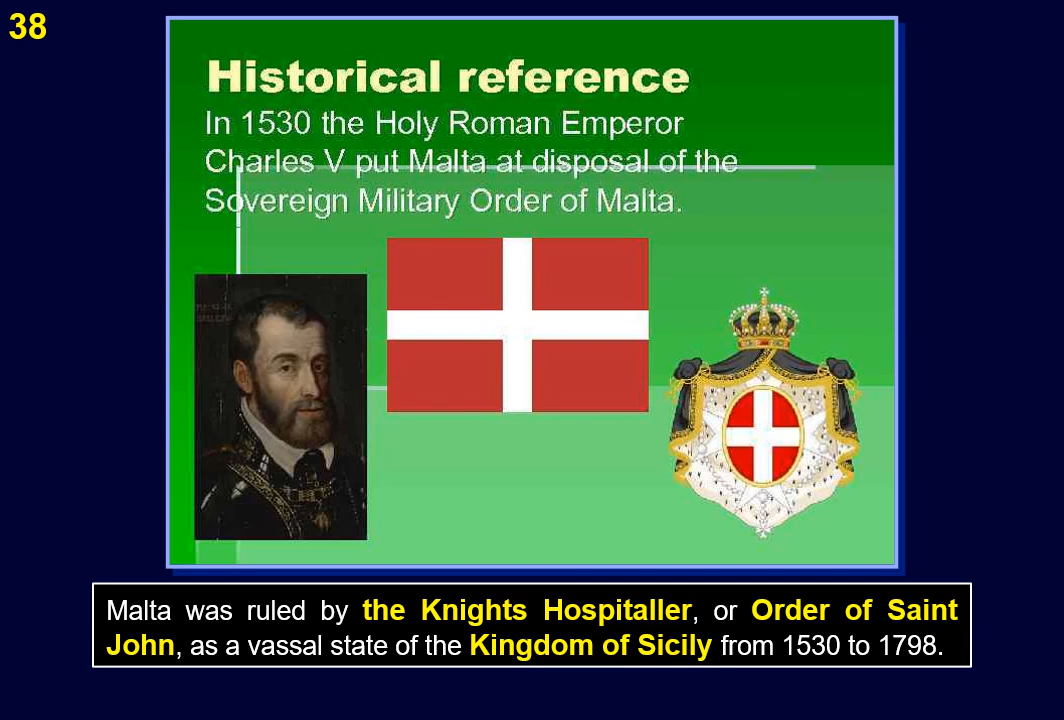 38
Historical reference
In 1530 the Holy Roman Emperor
Charles V put Malta at disposal of the
Sovereign Military Order of Malta.
Malta was ruled by the Knights Hospitaller, or Order of Saint
John, as a vassal state of the Kingdom of Sicily from 1530 to 1798.